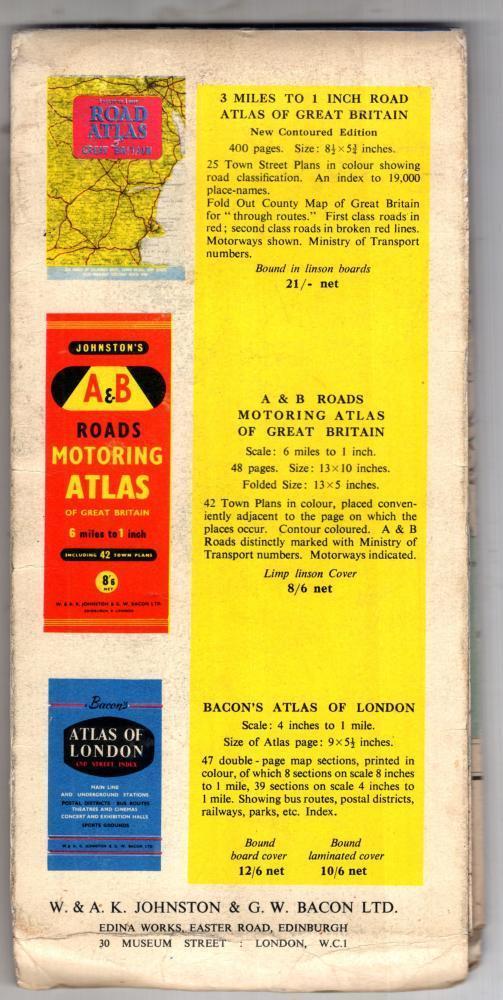 ROAD
ATLAS
OF
GREAT BRITAIN
3 MILES TO 1 INCH ROAD
ATLAS OF GREAT BRITAIN
New Contoured Edition
400 pages. Size: 8½×5¾ inches.
25 Town Street Plans in colour showing
road classification. An index to 19,000
place-names.
Fold Out County Map of Great Britain
for “through routes.” First class roads in
red; second class roads in broken red lines.
Motorways shown. Ministry of Transport
numbers.
Bound in linson boards
21/- net
JOHNSTON'S
A&B
ROADS
MOTORING
ATLAS
OF GREAT BRITAIN
6 miles to 1 inch
INCLUDING 42 TOWN PLANS
8'6
NET
W. & A. K. JOHNSTON & G. W. BACON LTD.
EDINBURGH & LONDON
A & B ROADS
MOTORING ATLAS
OF GREAT BRITAIN
Scale: 6 miles to 1 inch.
48 pages. Size: 13×10 inches.
Folded Size: 13×5 inches.
42 Town Plans in colour, placed conven-
iently adjacent to the page on which the
places occur. Contour coloured. A & B
Roads distinctly marked with Ministry of
Transport numbers. Motorways indicated.
Limp linson Cover
8/6 net
Bacon's
ATLAS OF
LONDON
AND STREET INDEX
MAIN LINE
AND UNDERGROUND STATIONS
POSTAL DISTRICTS · BUS ROUTES
THEATRES AND CINEMAS
CONCERT AND EXHIBITION HALLS
SPORTS GROUNDS
W. & A. K. JOHNSTON & G. W. BACON LTD.
BACON'S ATLAS OF LONDON
Scale: 4 inches to 1 mile.
Size of Atlas page: 9×5½ inches.
47 double-page map sections, printed in
colour, of which 8 sections on scale 8 inches
to 1 mile, 39 sections on scale 4 inches to
1 mile. Showing bus routes, postal districts,
railways, parks, etc. Index.
Bound Bound
board cover laminated cover
12/6 net 10/6 net
W. & A. K. JOHNSTON & G. W. BACON LTD.
EDINA WORKS, EASTER ROAD, EDINBURGH
30 MUSEUM STREET : LONDON, W.C.1